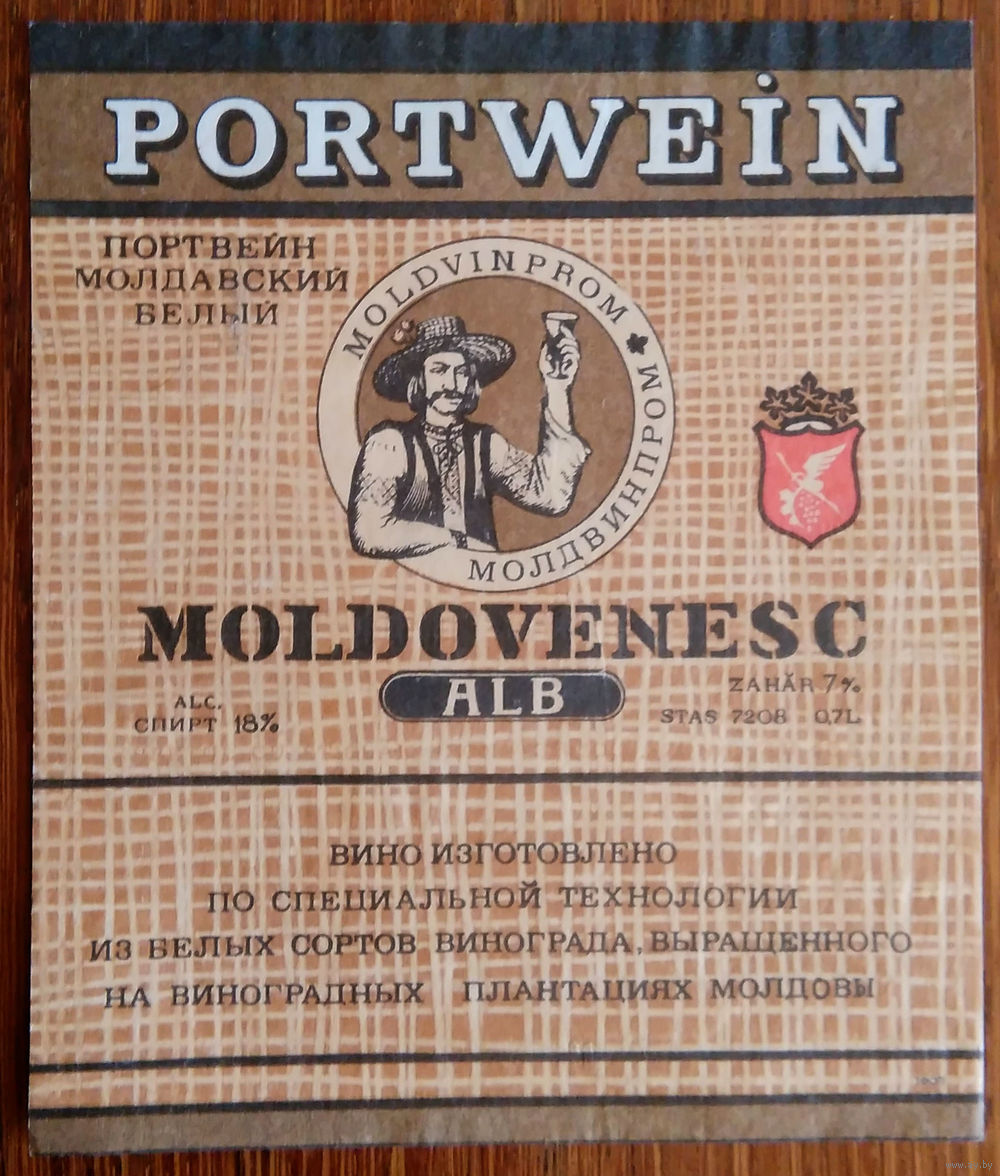 PORTWEIN
ПОРТВЕЙН
МОЛДАВСКИЙ
БЕЛЫЙ
MOLDVINPROM
МОЛДВИНПРОМ
MOLDOVENESC
ALB
ALC.
СПИРТ 18%
ZAHĂR 7%
STAS 7208 0,7L
ВИНО ИЗГОТОВЛЕНО
ПО СПЕЦИАЛЬНОЙ ТЕХНОЛОГИИ
ИЗ БЕЛЫХ СОРТОВ ВИНОГРАДА, ВЫРАЩЕННОГО
НА ВИНОГРАДНЫХ ПЛАНТАЦИЯХ МОЛДОВЫ